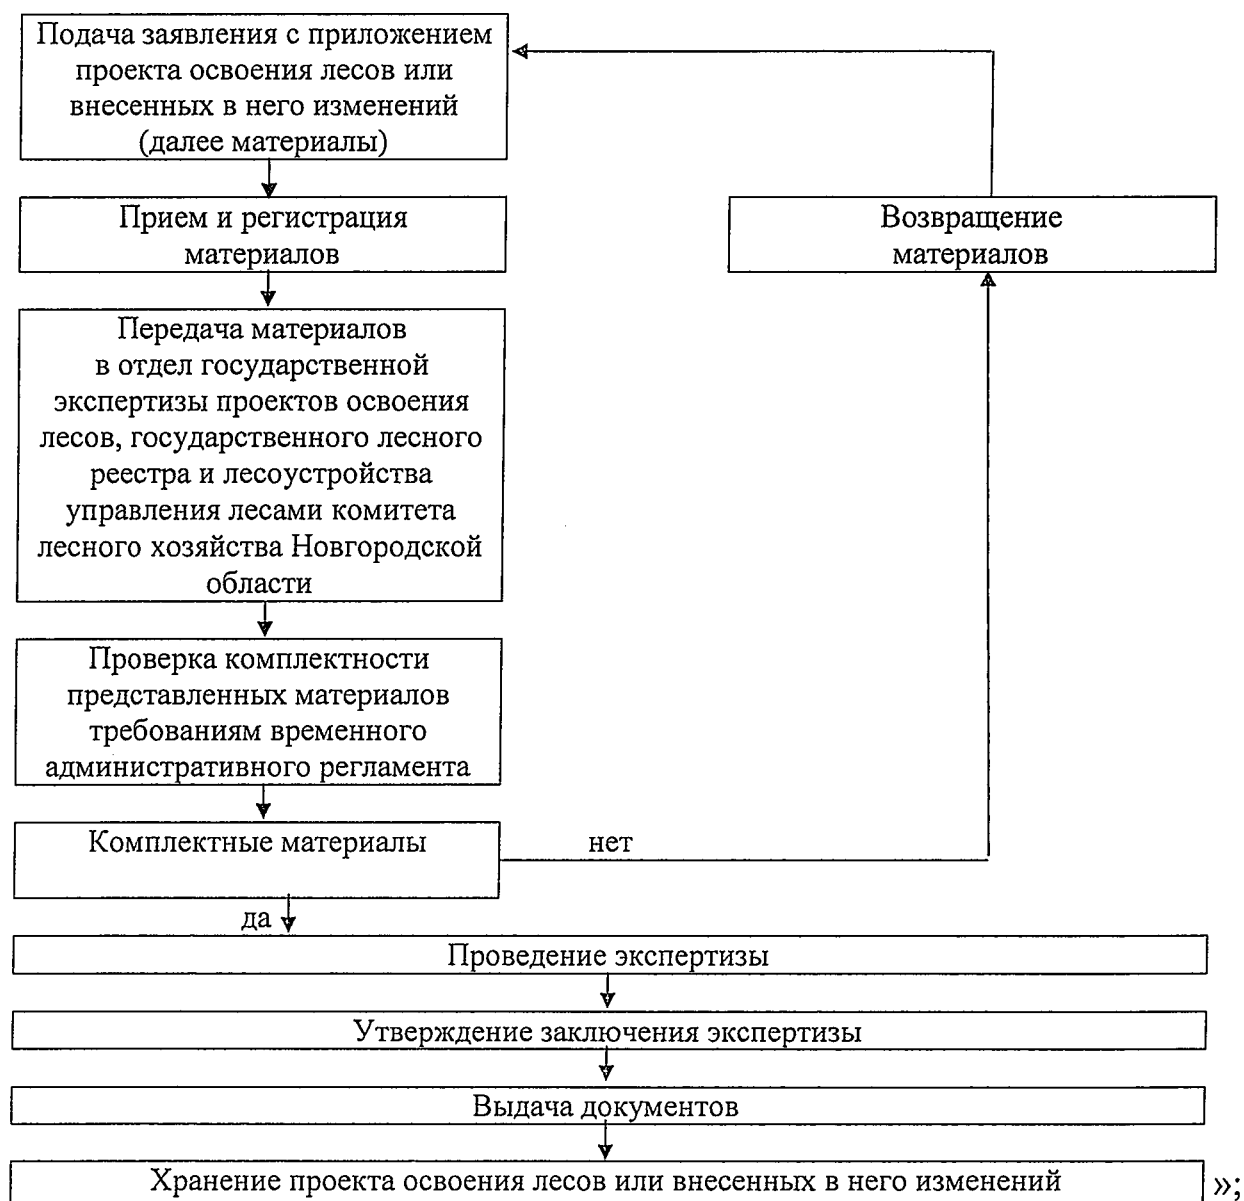 Подача заявления с приложением
проекта освоения лесов или
внесенных в него изменений
(далее материалы)
Прием и регистрация
материалов
Возвращение
материалов
Передача материалов
в отдел государственной
экспертизы проектов освоения
лесов, государственного лесного
реестра и лесоустройства
управления лесами комитета
лесного хозяйства Новгородской
области
Проверка комплектности
представленных материалов
требованиям временного
административного регламента
Комплектные материалы
нет
да
Проведение экспертизы
Утверждение заключения экспертизы
Выдача документов
Хранение проекта освоения лесов или внесенных в него изменений
»;